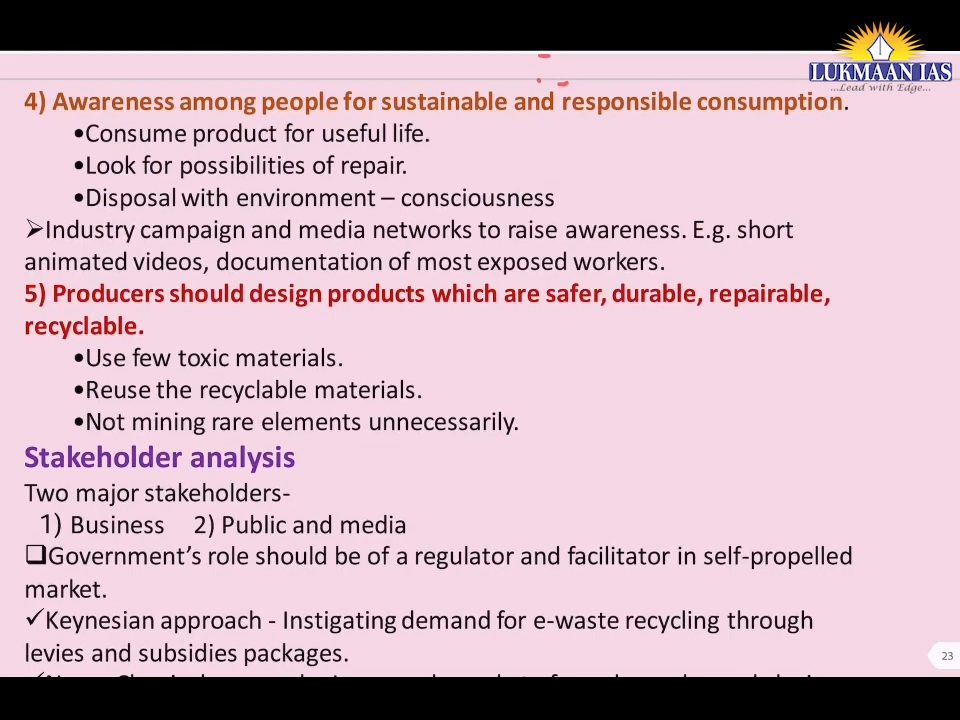 LUKMAAN IAS
...Lead with Edge...
4) Awareness among people for sustainable and responsible consumption.
•Consume product for useful life.
•Look for possibilities of repair.
•Disposal with environment – consciousness
➢Industry campaign and media networks to raise awareness. E.g. short
animated videos, documentation of most exposed workers.
5) Producers should design products which are safer, durable, repairable,
recyclable.
•Use few toxic materials.
•Reuse the recyclable materials.
•Not mining rare elements unnecessarily.
Stakeholder analysis
Two major stakeholders-
1) Business 2) Public and media
❑Government’s role should be of a regulator and facilitator in self-propelled
market.
✓Keynesian approach - Instigating demand for e-waste recycling through
levies and subsidies packages.
23